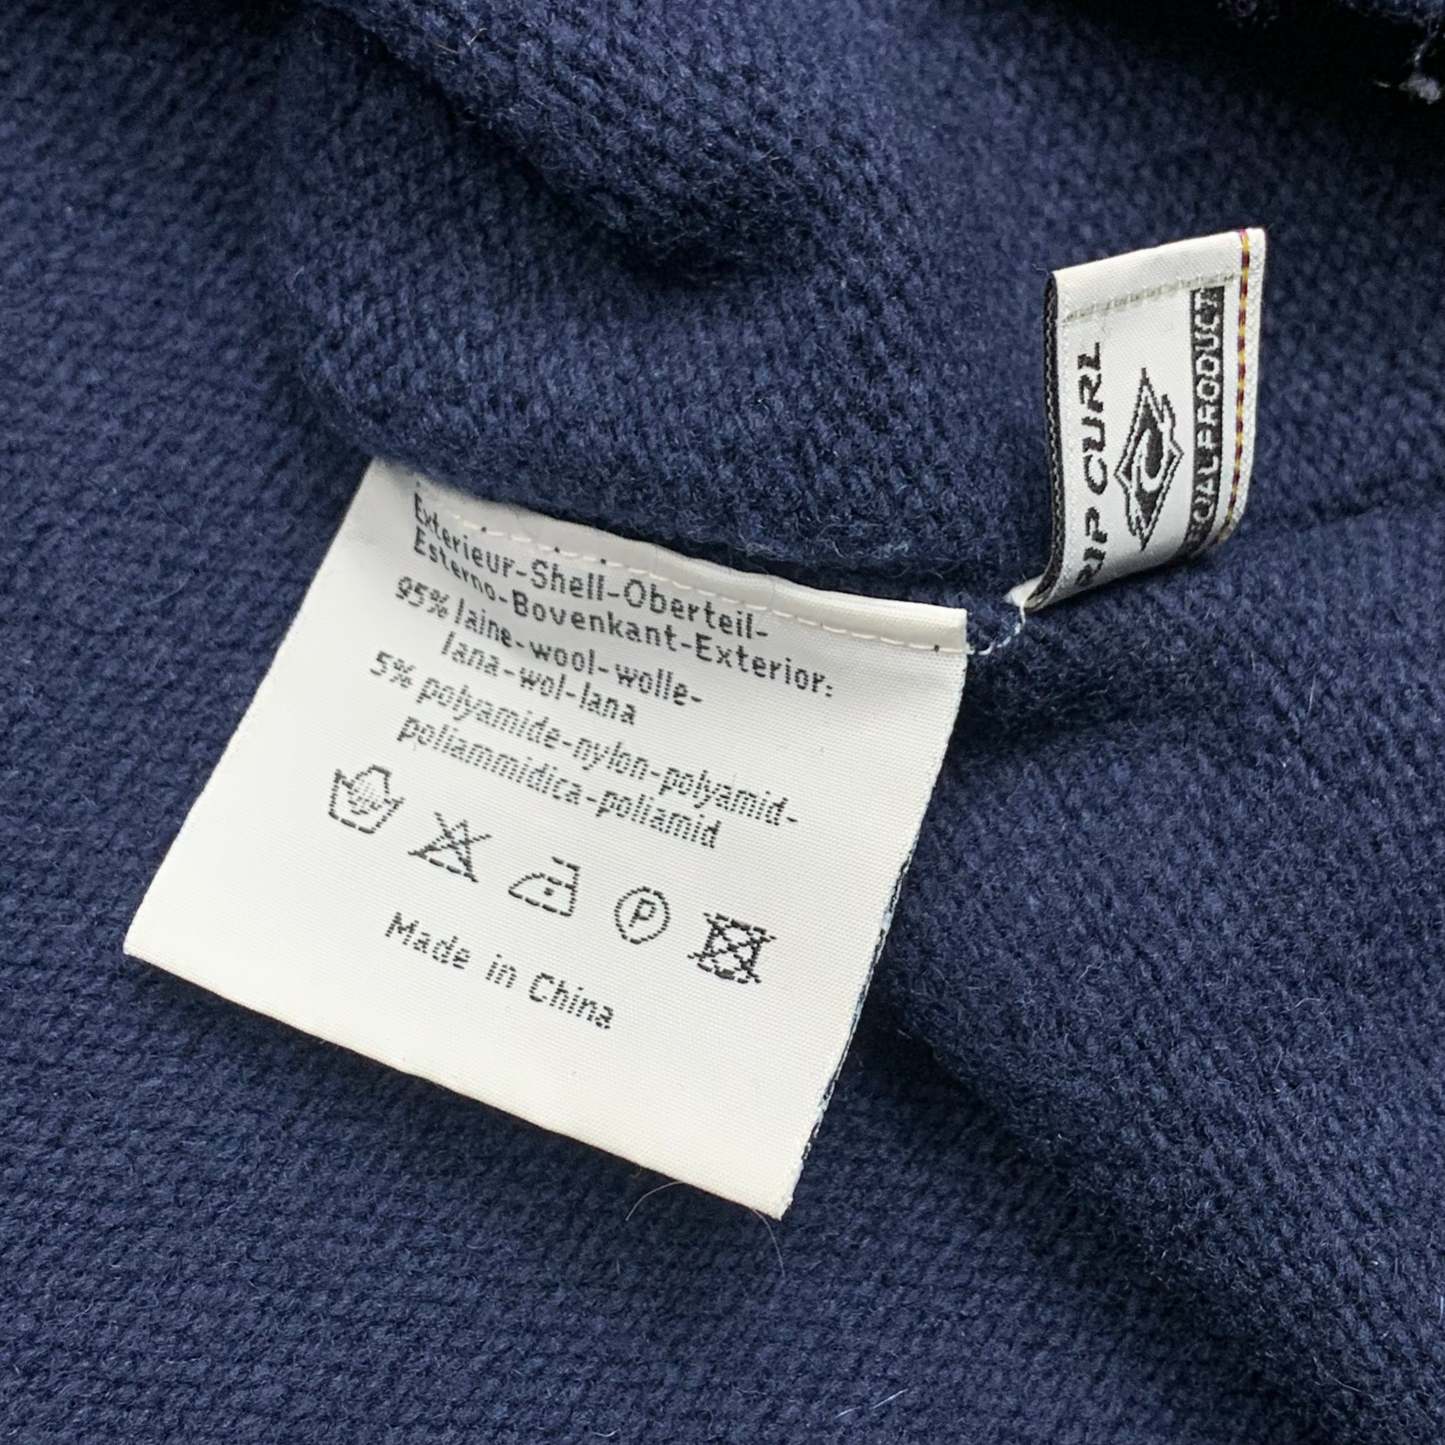 Exterieur-Shell-Oberteil-
Esterno-Bovenkant-Exterior:
95% laine-wool-wolle-
lana-wol-lana
5% polyamide-nylon-polyamid-
poliammidica-poliamid
P
Made in China
RIP CURL